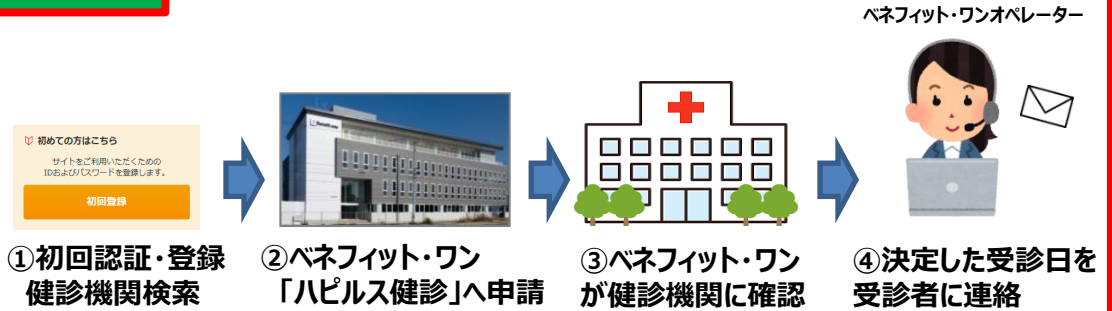 ベネフィット・ワンオペレーター
初めての方はこちら
サイトをご利用いただくための
IDおよびパスワードを登録します。
初回登録
①初回認証・登録
健診機関検索
②ベネフィット・ワン
「ハピルス健診」へ申請
③ベネフィット・ワン
が健診機関に確認
④決定した受診日を
受診者に連絡